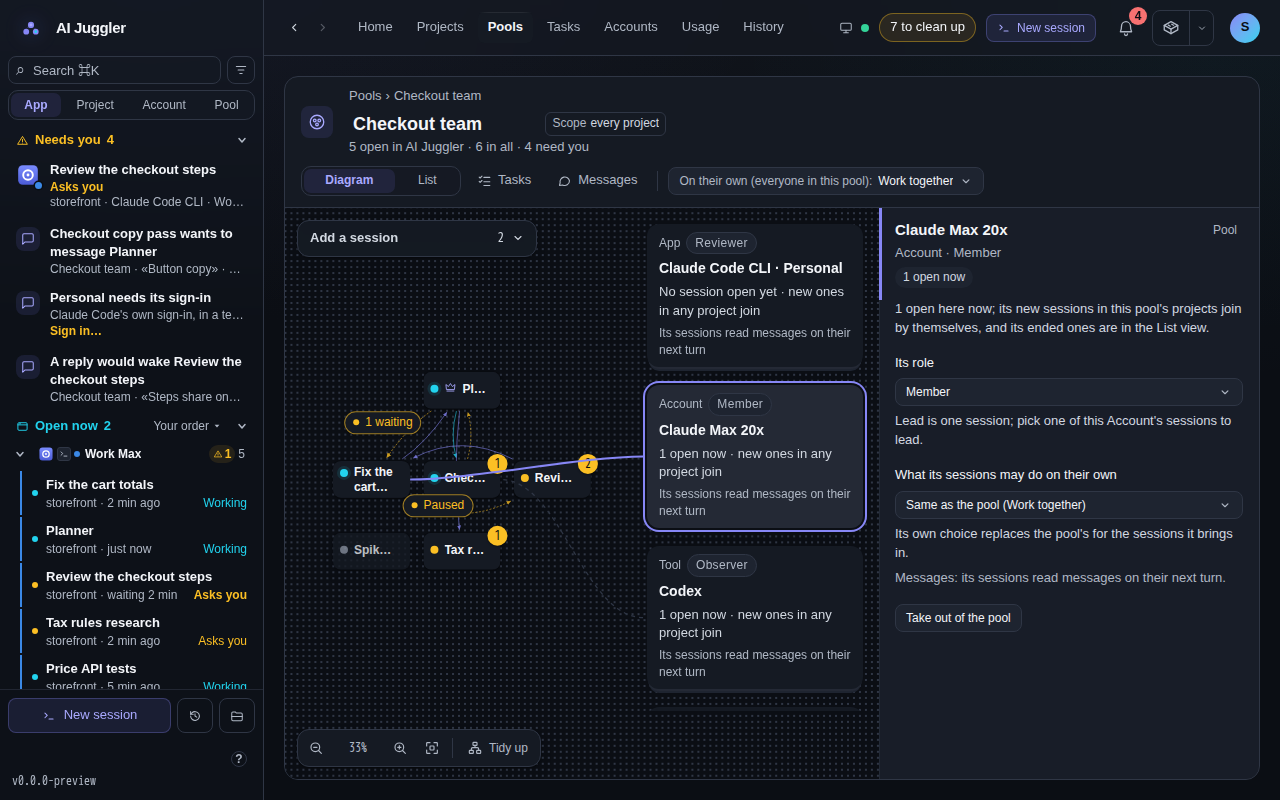 AI Juggler
Search ⌘K
App Project Account Pool
Needs you 4
Review the checkout steps
Asks you
storefront · Claude Code CLI · Wo…
Checkout copy pass wants to
message Planner
Checkout team · «Button copy» · …
Personal needs its sign-in
Claude Code's own sign-in, in a te…
Sign in…
A reply would wake Review the
checkout steps
Checkout team · «Steps share on…
Open now 2 Your order
Work Max 1 5
Fix the cart totals
storefront · 2 min ago Working
Planner
storefront · just now Working
Review the checkout steps
storefront · waiting 2 min Asks you
Tax rules research
storefront · 2 min ago Asks you
Price API tests
storefront · 5 min ago Working
New session
?
v0.0.0-preview
Home Projects Pools Tasks Accounts Usage History
7 to clean up
New session
4
S
Pools › Checkout team
Checkout team
Scope every project
5 open in AI Juggler · 6 in all · 4 need you
Diagram List Tasks Messages
On their own (everyone in this pool): Work together
Add a session 2
Pl…
1 waiting
Fix the
cart…
Chec…
1
Revi…
2
Paused
Spik…
Tax r…
1
33%
Tidy up
App Reviewer
Claude Code CLI · Personal
No session open yet · new ones
in any project join
Its sessions read messages on their
next turn
Account Member
Claude Max 20x
1 open now · new ones in any
project join
Its sessions read messages on their
next turn
Tool Observer
Codex
1 open now · new ones in any
project join
Its sessions read messages on their
next turn
Claude Max 20x Pool
Account · Member
1 open now
1 open here now; its new sessions in this pool's projects join
by themselves, and its ended ones are in the List view.
Its role
Member
Lead is one session; pick one of this Account's sessions to
lead.
What its sessions may do on their own
Same as the pool (Work together)
Its own choice replaces the pool's for the sessions it brings
in.
Messages: its sessions read messages on their next turn.
Take out of the pool